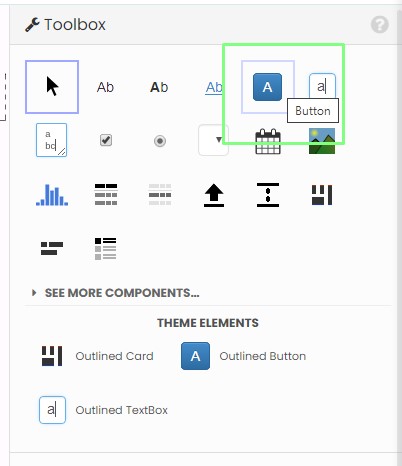 Toolbox ?
Ab Ab Ab A a
Button
a
bc
SEE MORE COMPONENTS...
THEME ELEMENTS
Outlined Card A Outlined Button
a Outlined TextBox